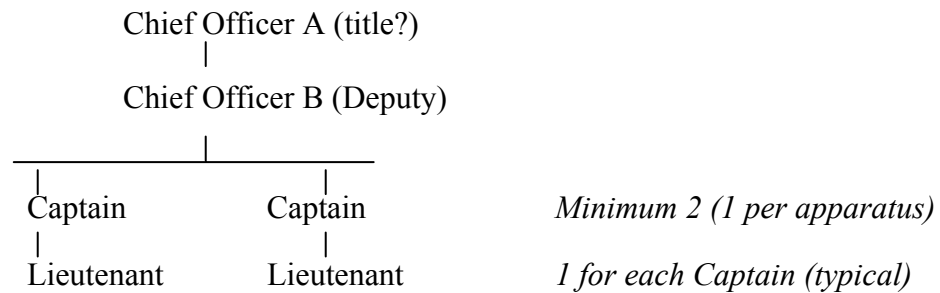 Chief Officer A (title?)
Chief Officer B (Deputy)
Captain Captain Minimum 2 (1 per apparatus)
Lieutenant Lieutenant 1 for each Captain (typical)